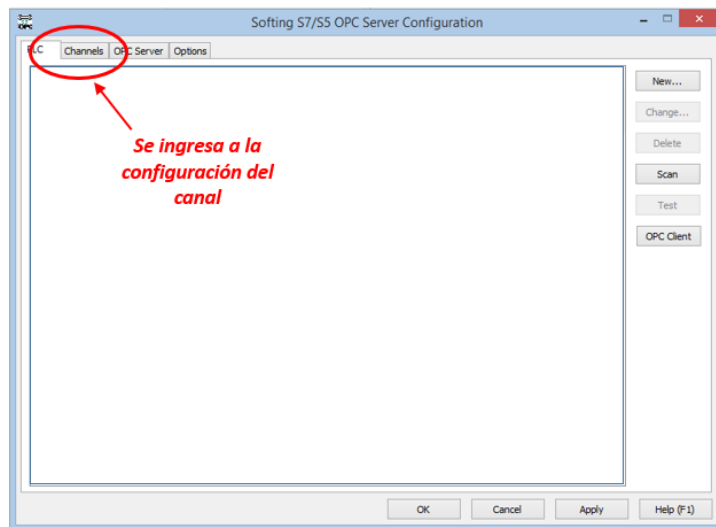 OPC
Softing S7/S5 OPC Server Configuration
PLC Channels OPC Server Options
New...
Change...
Delete
Scan
Test
OPC Client
Se ingresa a la
configuración del
canal
OK Cancel Apply Help (F1)